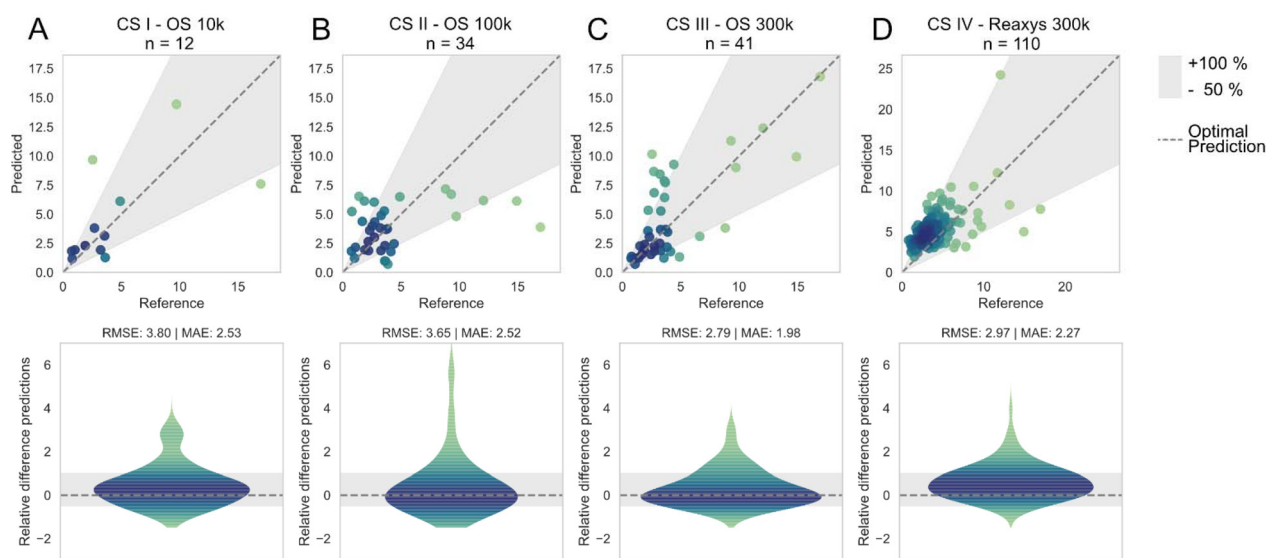 A
CS I - OS 10k
n = 12
B
CS II - OS 100k
n = 34
C
CS III - OS 300k
n = 41
D
CS IV - Reaxys 300k
n = 110
+100 %
- 50 %
Optimal
Prediction
Predicted
17.5
15.0
12.5
10.0
7.5
5.0
2.5
0.0
0
5
10
15
Reference
Predicted
17.5
15.0
12.5
10.0
7.5
5.0
2.5
0.0
0
5
10
15
Reference
Predicted
17.5
15.0
12.5
10.0
7.5
5.0
2.5
0.0
0
5
10
15
Reference
Predicted
25
20
15
10
5
0
0
10
20
Reference
RMSE: 3.80 | MAE: 2.53
Relative difference predictions
6
4
2
0
−2
RMSE: 3.65 | MAE: 2.52
Relative difference predictions
6
4
2
0
−2
RMSE: 2.79 | MAE: 1.98
Relative difference predictions
6
4
2
0
−2
RMSE: 2.97 | MAE: 2.27
Relative difference predictions
6
4
2
0
−2